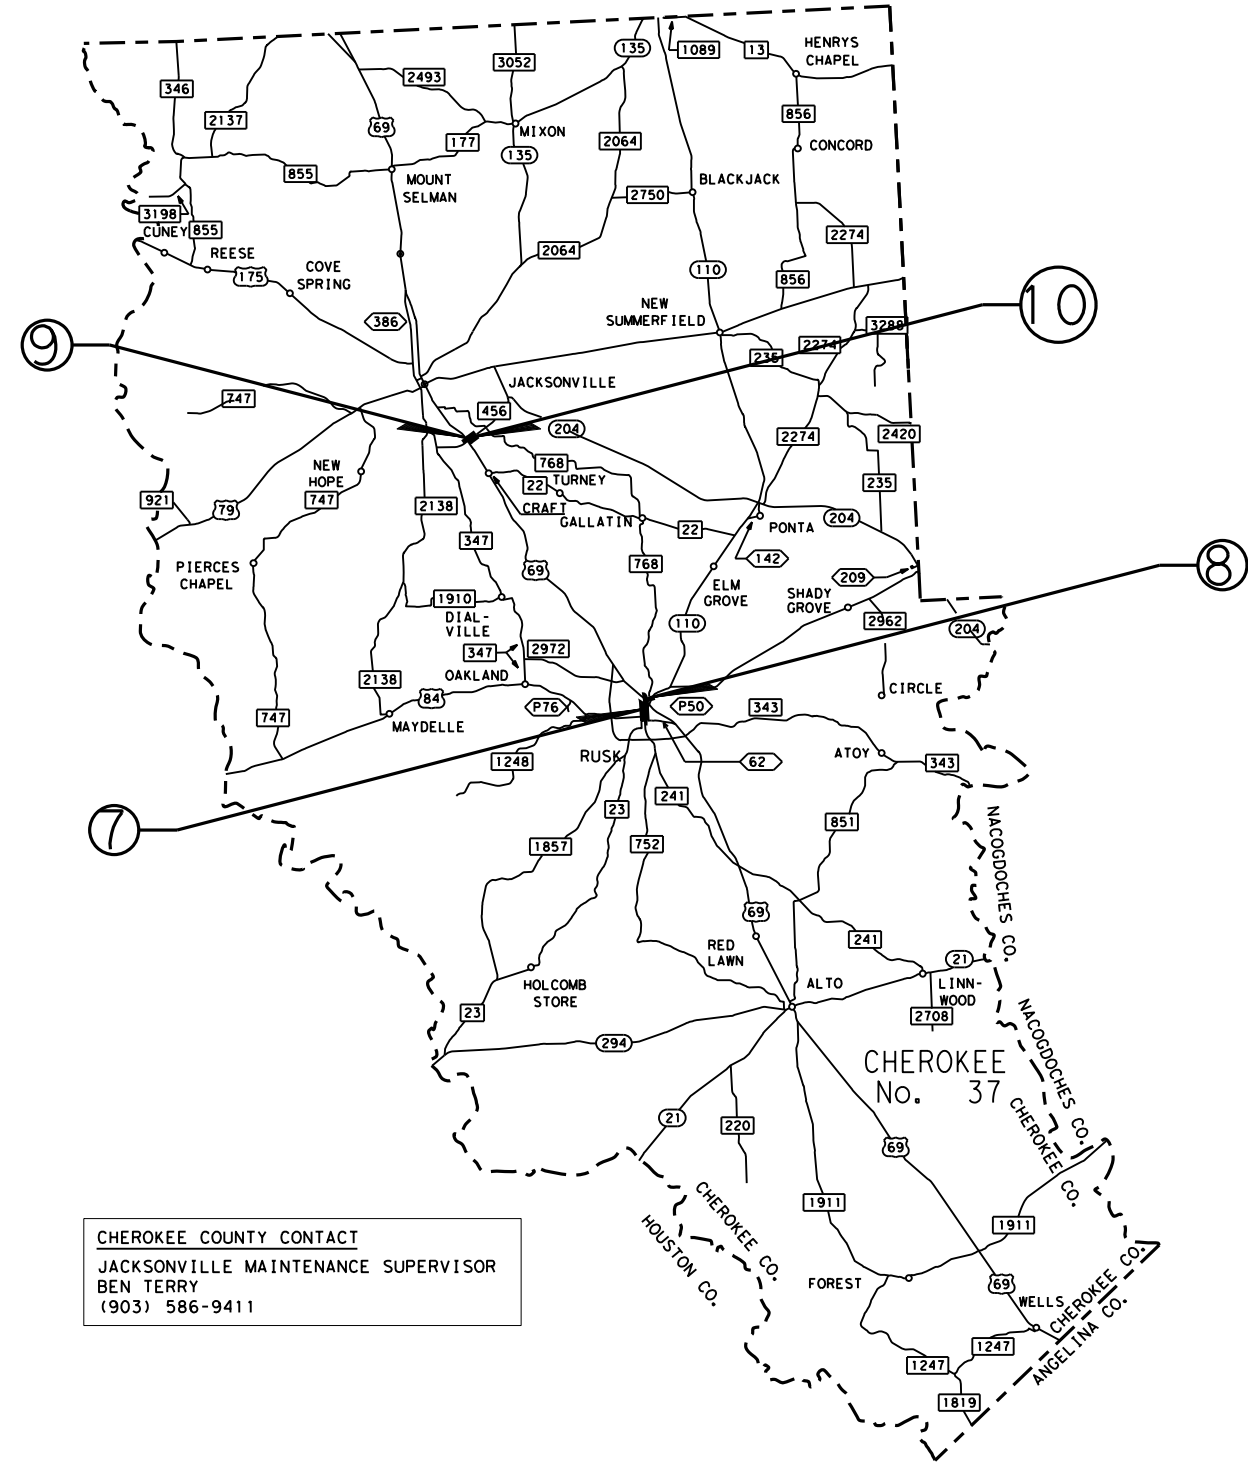 135
1089
13
HENRYS
CHAPEL
3052
2493
346
856
2137
69
MIXON
177
135
2064
CONCORD
855
MOUNT
SELMAN
BLACKJACK
2750
3198
CUNEY
855
2274
REESE
2064
175
COVE
SPRING
110
856
NEW
SUMMERFIELD
10
386
3288
9
2274
235
JACKSONVILLE
747
456
204
2274
2420
NEW
HOPE
768
TURNEY
22
235
921
79
747
2138
CRAFT
GALLATIN
22
PONTA
204
347
142
PIERCES
CHAPEL
69
768
ELM
GROVE
209
8
SHADY
GROVE
1910
DIAL-
VILLE
110
2962
204
347
2972
OAKLAND
2138
84
P76
P50
343
CIRCLE
747
MAYDELLE
RUSK
1248
62
ATOY
343
7
23
241
851
1857
752
NACOGDOCHES CO.
69
RED
LAWN
241
21
HOLCOMB
STORE
ALTO
LINN-
WOOD
23
2708
294
NACOGDOCHES CO.
CHEROKEE CO.
CHEROKEE
No. 37
21
220
69
1911
1911
CHEROKEE CO.
HOUSTON CO.
FOREST
69
WELLS
CHEROKEE CO.
ANGELINA CO.
1247
1247
1819
CHEROKEE COUNTY CONTACT
JACKSONVILLE MAINTENANCE SUPERVISOR
BEN TERRY
(903) 586-9411